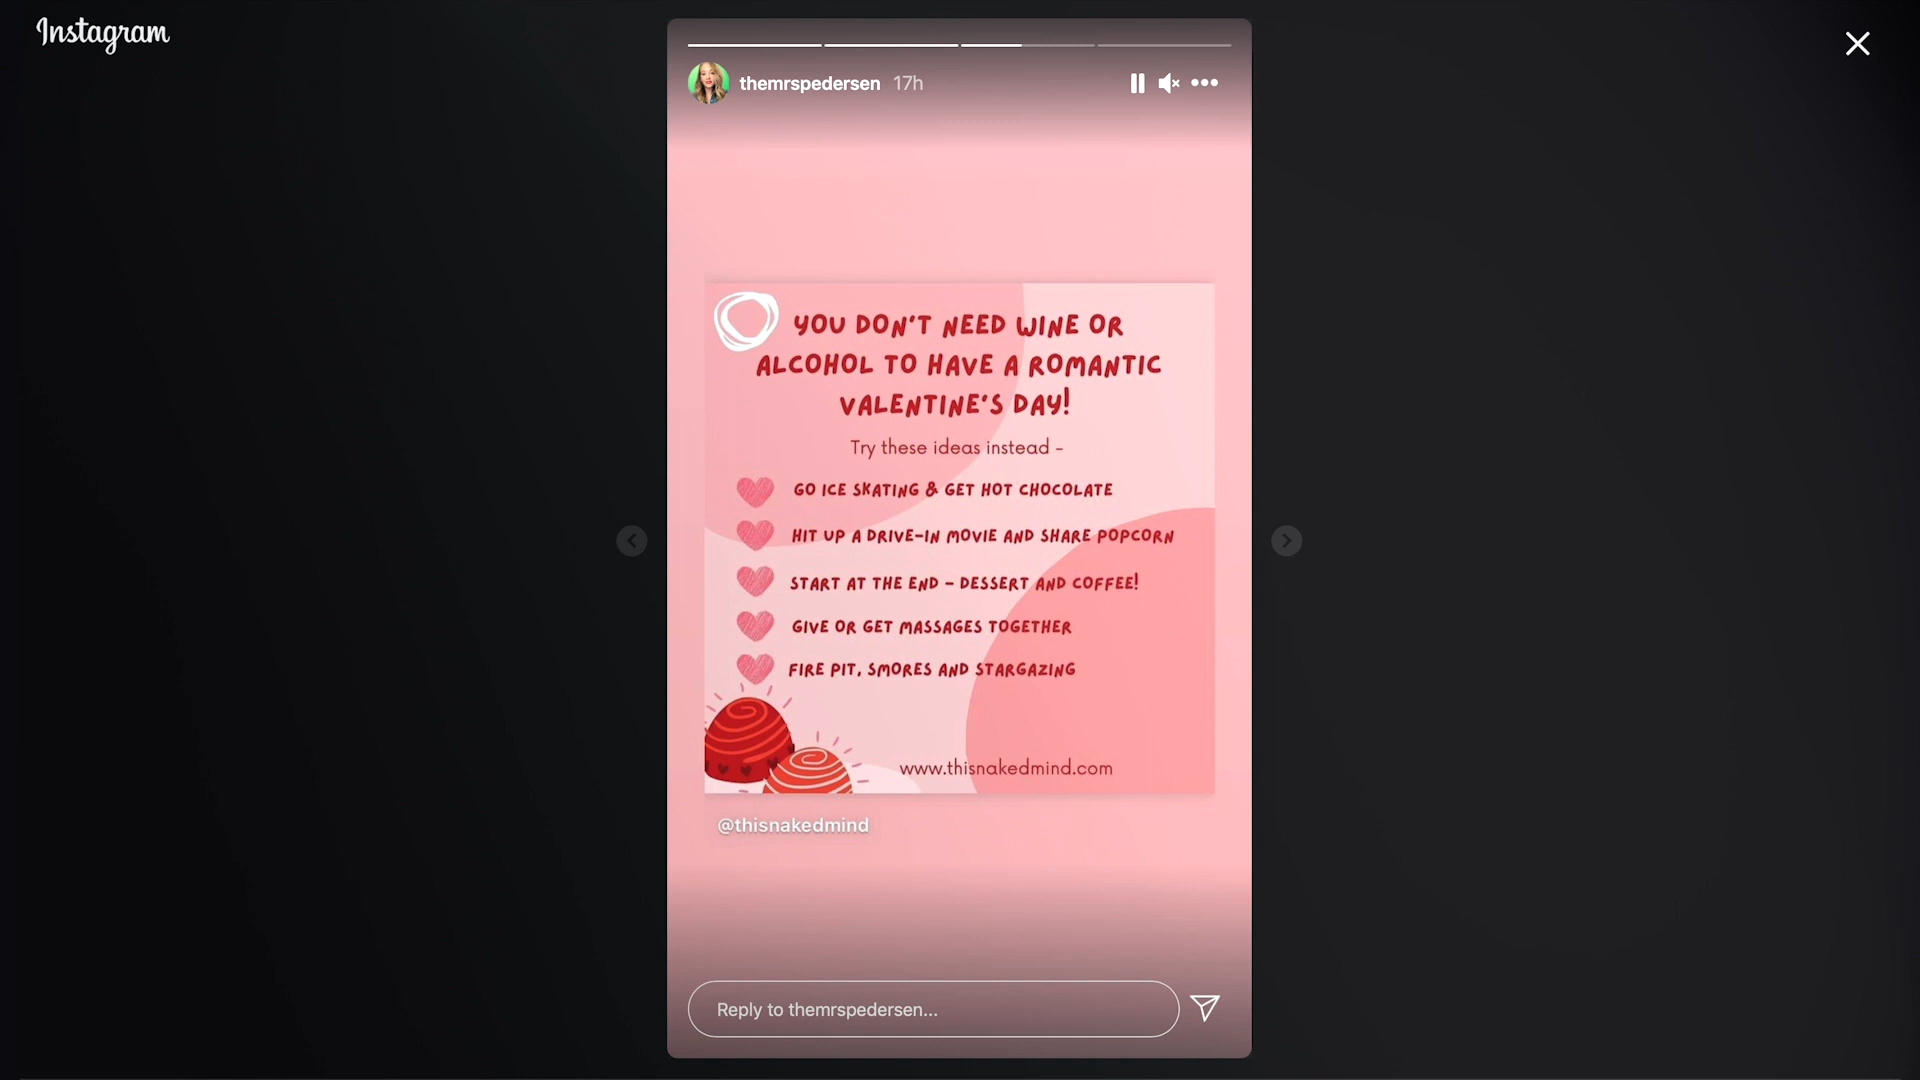 Instagram
themrspedersen 17h
YOU DON'T NEED WINE OR
ALCOHOL TO HAVE A ROMANTIC
VALENTINE'S DAY!
Try these ideas instead -
GO ICE SKATING & GET HOT CHOCOLATE
HIT UP A DRIVE-IN MOVIE AND SHARE POPCORN
START AT THE END - DESSERT AND COFFEE!
GIVE OR GET MASSAGES TOGETHER
FIRE PIT, SMORES AND STARGAZING
www.thisnakedmind.com
@thisnakedmind
Reply to themrspedersen...